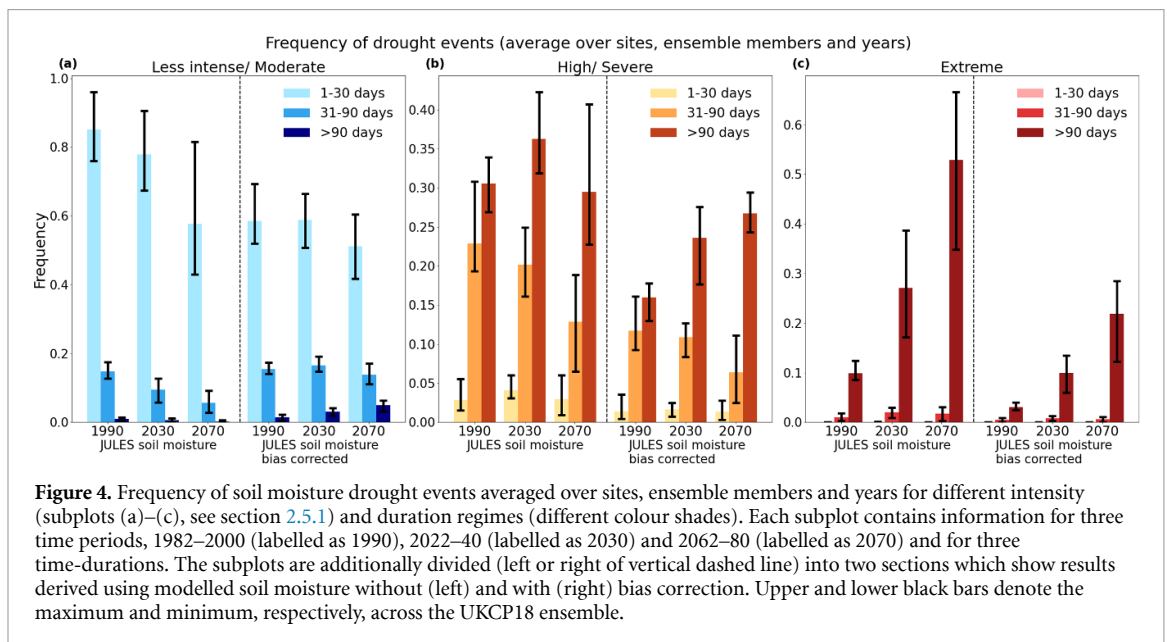 Frequency of drought events (average over sites, ensemble members and years)
(a) Less intense/ Moderate
1-30 days
31-90 days
>90 days
1.0
0.8
0.6
0.4
0.2
0.0
Frequency
1990 2030 2070 1990 2030 2070
JULES soil moisture JULES soil moisture
bias corrected
(b) High/ Severe
1-30 days
31-90 days
>90 days
0.40
0.35
0.30
0.25
0.20
0.15
0.10
0.05
0.00
1990 2030 2070 1990 2030 2070
JULES soil moisture JULES soil moisture
bias corrected
(c) Extreme
1-30 days
31-90 days
>90 days
0.6
0.5
0.4
0.3
0.2
0.1
0.0
1990 2030 2070 1990 2030 2070
JULES soil moisture JULES soil moisture
bias corrected
Figure 4. Frequency of soil moisture drought events averaged over sites, ensemble members and years for different intensity
(subplots (a)–(c), see section 2.5.1) and duration regimes (different colour shades). Each subplot contains information for three
time periods, 1982–2000 (labelled as 1990), 2022–40 (labelled as 2030) and 2062–80 (labelled as 2070) and for three
time-durations. The subplots are additionally divided (left or right of vertical dashed line) into two sections which show results
derived using modelled soil moisture without (left) and with (right) bias correction. Upper and lower black bars denote the
maximum and minimum, respectively, across the UKCP18 ensemble.